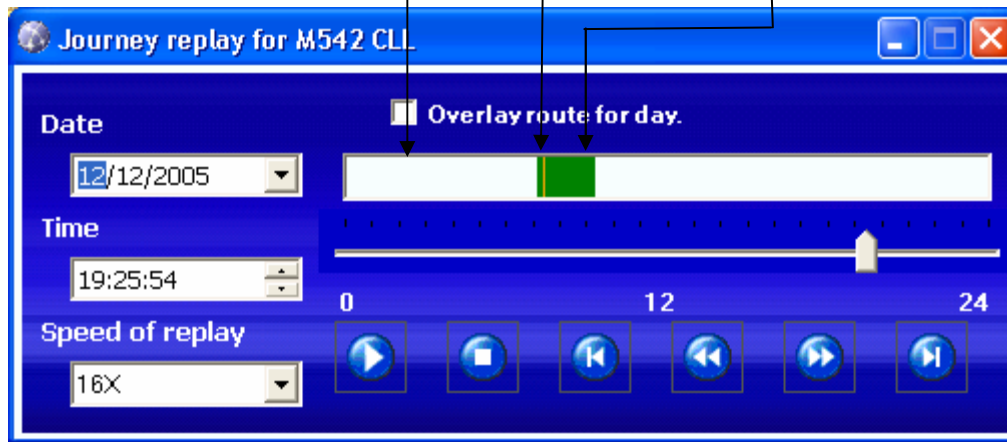 Journey replay for M542 CLL
Date
Overlay route for day.
12/12/2005
Time
19:25:54
0 12 24
Speed of replay
16X